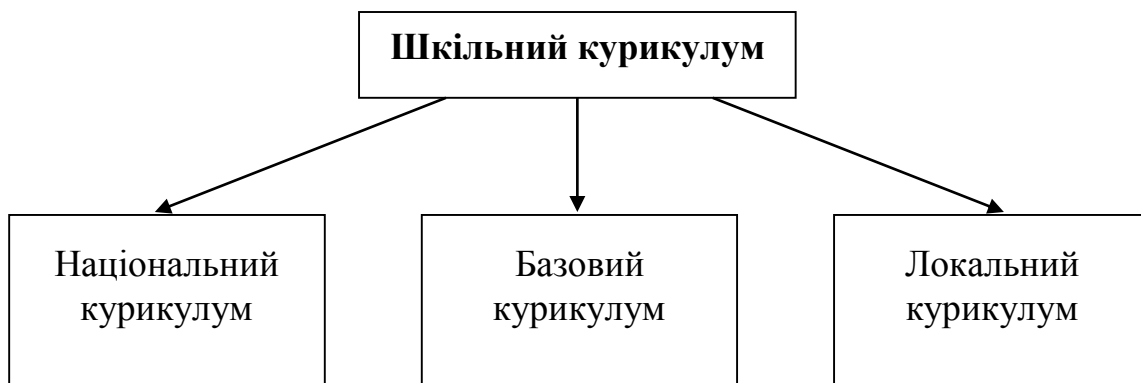 Шкільний курикулум
Національний
курикулум
Базовий
курикулум
Локальний
курикулум